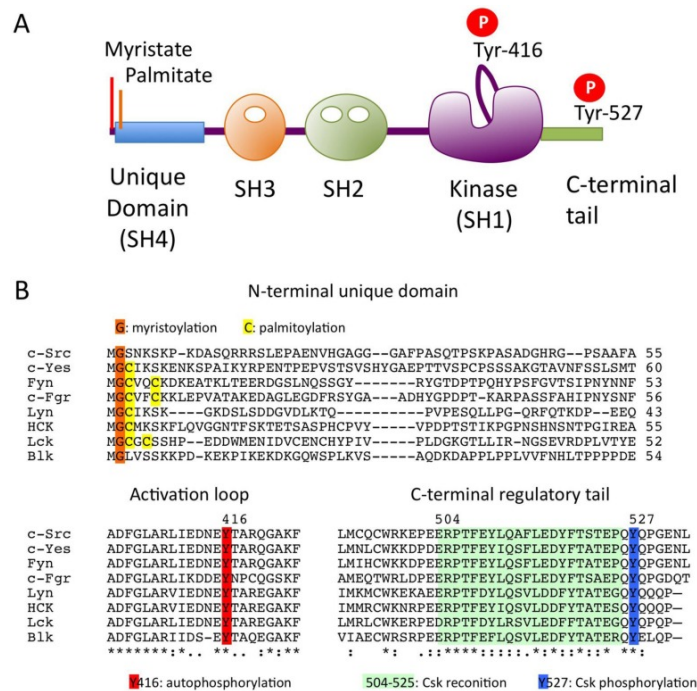 A
P
Myristate
Palmitate
Tyr-416
P
Tyr-527
Unique
Domain
(SH4)
SH3
SH2
Kinase
(SH1)
C-terminal
tail
B
N-terminal unique domain
G: myristoylation C: palmitoylation
c-Src MGSNKSKP-KDASQRRRSLEPAENVHGAGG----GAFPASQTPSKPASADGHRG--PSAAFA 55
c-Yes MGCIKSKENKSPAIKYRPENTPEPVSTSVSHYGAEPTTVSPCPSSSAKGTAVNFSSLSMT 60
Fyn MGCVQCKDKEATKLTEERDGSLNQSSGY------RYGTDPTPQHYPSFGVTSIPNYNNF 53
c-Fgr MGCVFCKKLEPVATAKEDAGLEGDFRSYGA---ADHYGPDPT-KARPASSFAHIPNYSNF 56
Lyn MGCIKSK----GKDSLSDDGVDLKTQ-------PVPESQLLPG-QRFQTKDP--EEQ 43
HCK MGCMKSKFLQVGGNTFSKTETSASPHCPVY-----VPDPTSTIKPGPNSHNSNTPGIREA 55
Lck MGCGCSSHP--EDDWMENIDVCENCHYPIV-----PLDGKGTLLIR-NGSEVRDPLVTYE 52
Blk MGLVSSKKPD-KEKPIKEKDKGQWSPLKVS-----AQDKDAPPLPPLVVFNHLTPPPPDE 54
Activation loop C-terminal regulatory tail
416 504 527
c-Src ADFGLARLIEDNEYTARQGAKF LMCQCWRKEPEERPTFEYLQAFLEDYFTSTEPQYQPGENL
c-Yes ADFGLARLIEDNEYTARQGAKF LMNLCWKKDPDERPTFEYIQSFLEDYFTATEPQYQPGENL
Fyn ADFGLARLIEDNEYTARQGAKF LMIHCWKKDPEERPTFEYLQSFLEDYFTATEPQYQPGENL
c-Fgr ADFGLARLIKDDEYNPCQGSKF AMEQTWRLDPEERPTFEYLQSFLEDYFTSAEPQYQPGDQT
Lyn ADFGLARVIEDNEYTAREGAKF IMKMCWKEKAEERPTFDYLQSVLDDFYTATEGQYQQQP-
HCK ADFGLARVIEDNEYTAREGAKF IMMRCWKNRPEERPTFEYIQSVLDDFYTATESQYQQQP-
Lck ADFGLARLIEDNEYTAREGAKF LMRLCWKERPEDRPTFDYLRSVLEDFFTATEGQYQPQP-
Blk ADFGLARIIDS-EYTAQEGAKF VIAECWRSRPEERPTFEFLQSVLEDFYTATERQYELQP-
Y416: autophosphorylation 504-525: Csk reconition Y527: Csk phosphorylation